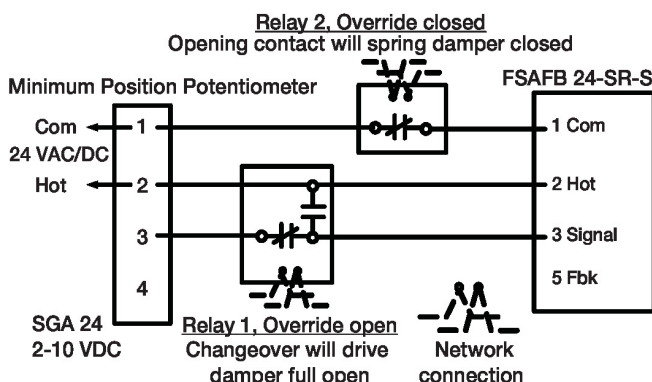 Relay 2, Override closed
Opening contact will spring damper closed
Minimum Position Potentiometer
FSAFB 24-SR-S
Com 1
1 Com
24 VAC/DC
Hot 2
2 Hot
3
3 Signal
4
5 Fbk
SGA 24
2-10 VDC
Relay 1, Override open
Changeover will drive
damper full open
Network
connection